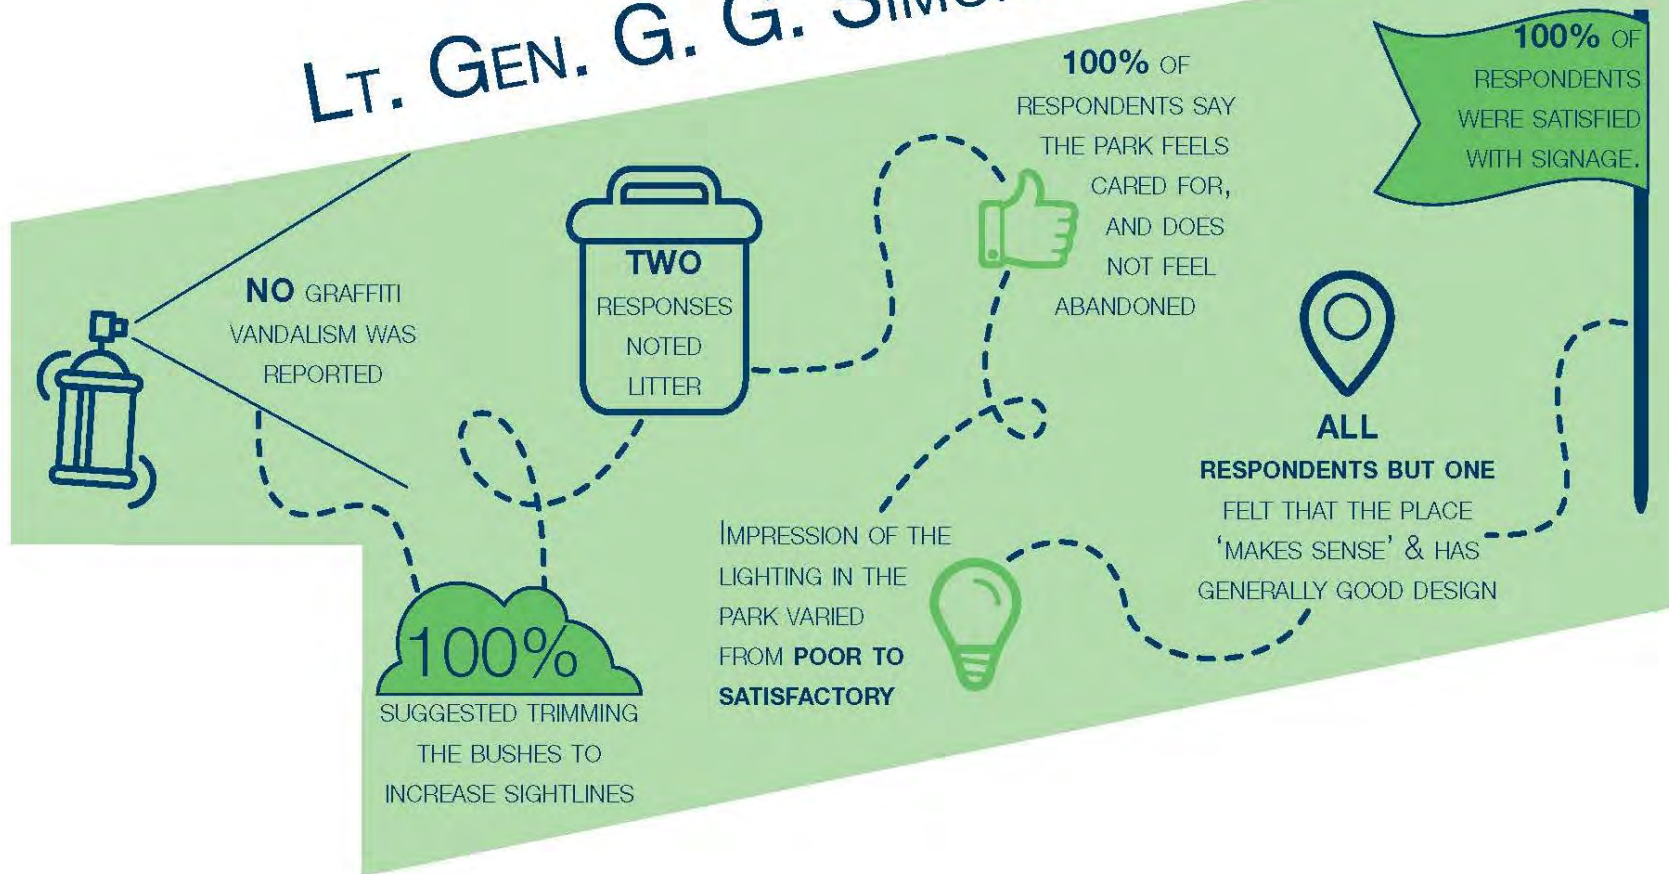 LT. GEN. G. G.
NO GRAFFITI
VANDALISM WAS
REPORTED
100%
SUGGESTED TRIMMING
THE BUSHES TO
INCREASE SIGHTLINES
TWO
RESPONSES
NOTED
LITTER
100% OF
RESPONDENTS SAY
THE PARK FEELS
CARED FOR,
AND DOES
NOT FEEL
ABANDONED
IMPRESSION OF THE
LIGHTING IN THE
PARK VARIED
FROM POOR TO
SATISFACTORY
ALL
RESPONDENTS BUT ONE
FELT THAT THE PLACE
'MAKES SENSE' & HAS
GENERALLY GOOD DESIGN
100% OF
RESPONDENTS
WERE SATISFIED
WITH SIGNAGE.